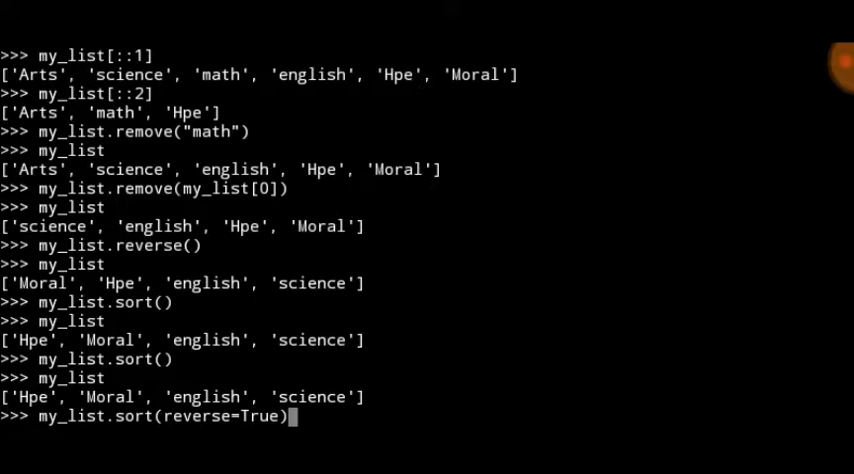 >>> my_list[::1]
['Arts', 'science', 'math', 'english', 'Hpe', 'Moral']
>>> my_list[::2]
['Arts', 'math', 'Hpe']
>>> my_list.remove("math")
>>> my_list
['Arts', 'science', 'english', 'Hpe', 'Moral']
>>> my_list.remove(my_list[0])
>>> my_list
['science', 'english', 'Hpe', 'Moral']
>>> my_list.reverse()
>>> my_list
['Moral', 'Hpe', 'english', 'science']
>>> my_list.sort()
>>> my_list
['Hpe', 'Moral', 'english', 'science']
>>> my_list.sort()
>>> my_list
['Hpe', 'Moral', 'english', 'science']
>>> my_list.sort(reverse=True)